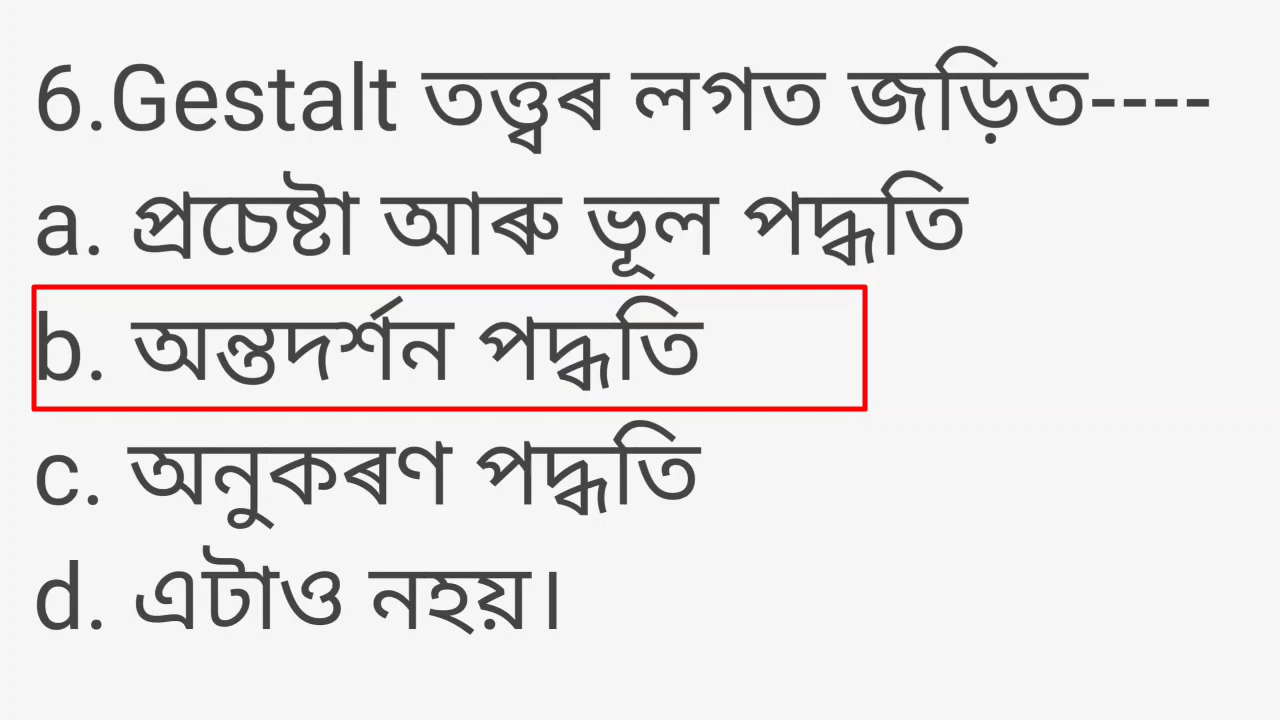 6.Gestalt তত্ত্বৰ লগত জড়িত----
a. প্ৰচেষ্টা আৰু ভূল পদ্ধতি
b. অন্তদৰ্শন পদ্ধতি
c. অনুকৰণ পদ্ধতি
d. এটাও নহয়।